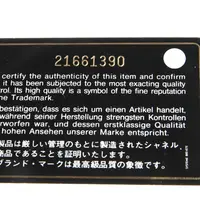 21661390
certify the authenticity of this item and confirm
it has been subjected to the most exacting quality
trol. Its high quality is a symbol of the fine reputation
e Trademark.
bestätigen, dass es sich um einen Artikel handelt,
während seiner Herstellung strengsten Kontrollen
worfen war, und dessen erstklassige Qualität
hohen Ansehen unserer Marke entspricht.
製品は、厳しい管理のもとに製造されたシャネル
商品であることを証明いたします。
ブランド・マークは最高級品質の象徴です。